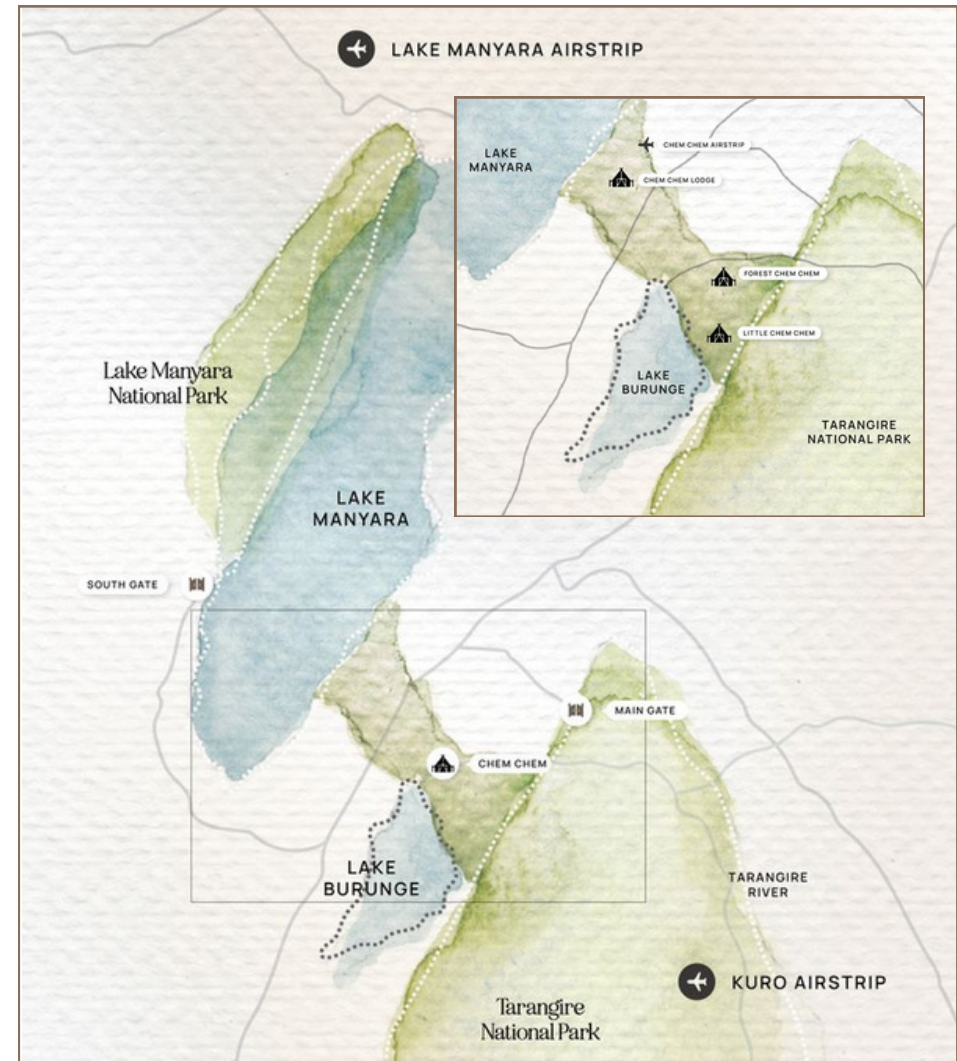 LAKE MANYARA AIRSTRIP
LAKE
MANYARA
CHEM CHEM AIRSTRIP
CHEM CHEM LODGE
FOREST CHEM CHEM
LITTLE CHEM CHEM
LAKE
BURUNGE
TARANGIRE
NATIONAL PARK
Lake Manyara
National Park
LAKE
MANYARA
SOUTH GATE
MAIN GATE
CHEM CHEM
LAKE
BURUNGE
TARANGIRE
RIVER
KURO AIRSTRIP
Tarangire
National Park